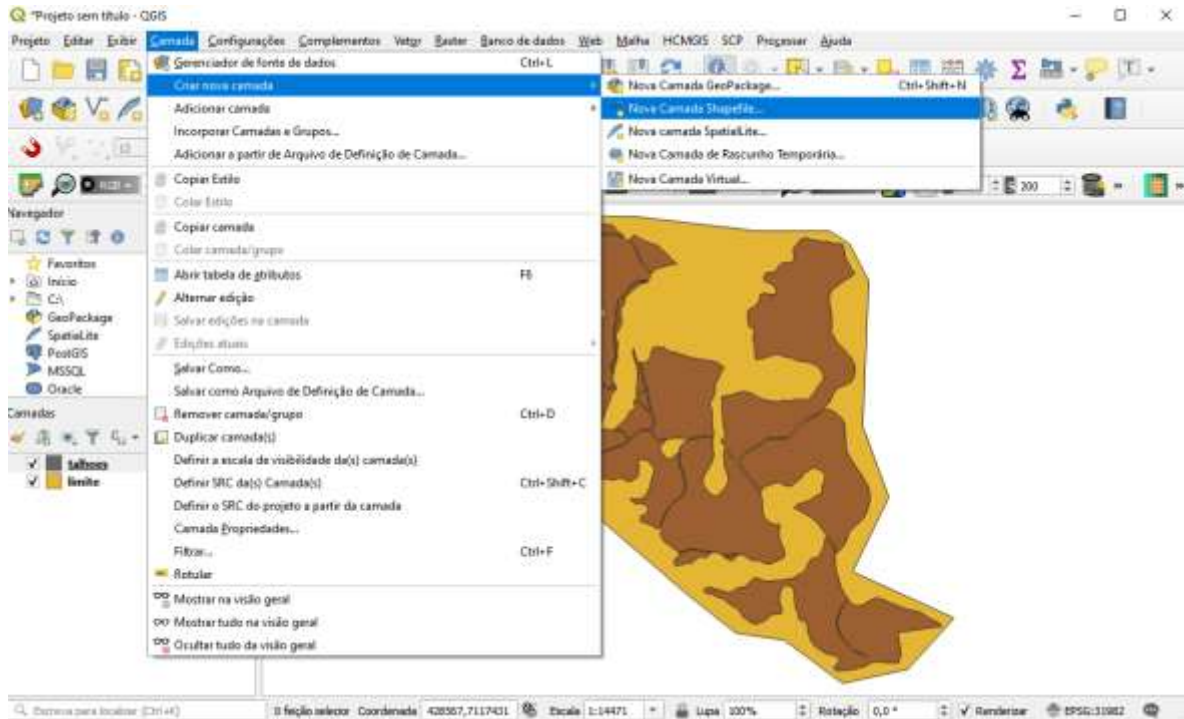 *Projeto sem título - QGIS
Projeto Editar Exibir Camada Configurações Complementos Vetor Raster Banco de dados Web Malha HCMGIS SCP Processar Ajuda
Gerenciador de fonte de dados Ctrl+L
Criar nova camada
Adicionar camada
Incorporar Camadas e Grupos...
Adicionar a partir de Arquivo de Definição de Camada...
Copiar Estilo
Colar Estilo
Copiar camada
Colar camada/grupo
Abrir tabela de atributos F6
Alternar edição
Salvar edições na camada
Edições atuais
Salvar Como...
Salvar como Arquivo de Definição de Camada...
Remover camada/grupo Ctrl+D
Duplicar camada(s)
Definir a escala de visibilidade da(s) camada(s)
Definir SRC da(s) Camada(s) Ctrl+Shift+C
Definir o SRC do projeto a partir da camada
Camada Propriedades...
Filtrar... Ctrl+F
Rotular
Mostrar na visão geral
Mostrar tudo na visão geral
Ocultar tudo da visão geral
Nova Camada GeoPackage... Ctrl+Shift+N
Nova Camada Shapefile...
Nova camada SpatiaLite...
Nova Camada de Rascunho Temporária...
Nova Camada Virtual...
200
Navegador
Favoritos
Início
C:\
GeoPackage
SpatiaLite
PostGIS
MSSQL
Oracle
Camadas
talhoes
limite
Escreva para localizar (Ctrl+K)
0 feição selecor Coordenada 428567,7117431 Escala 1:14471 Lupa 100% Rotação 0,0 ° Renderizar EPSG:31982